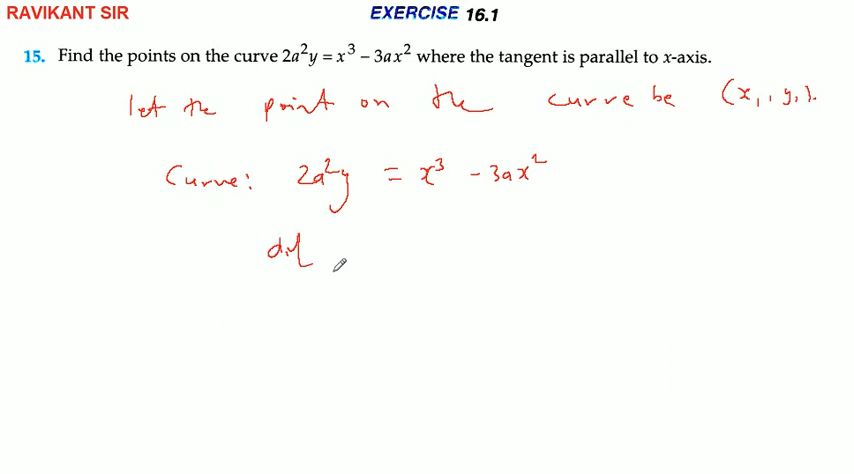 RAVIKANT SIR
EXERCISE 16.1
15. Find the points on the curve 2a²y = x³ – 3ax² where the tangent is parallel to x-axis.
let the point on the curve be (x₁, y₁).
Curve: 2a²y = x³ - 3ax²
dif